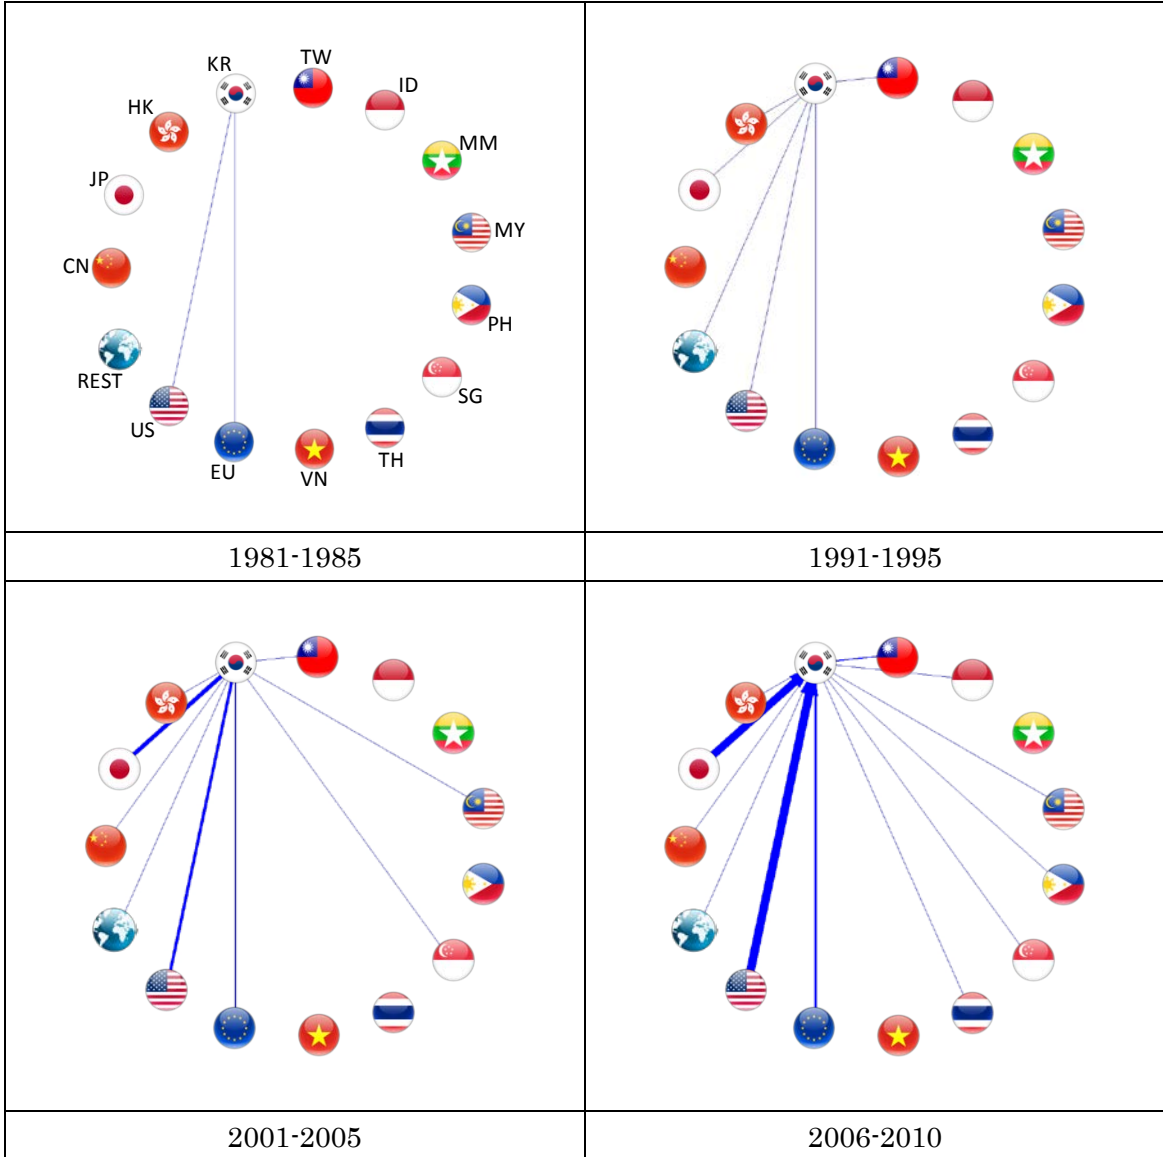 TW
KR
ID
HK
MM
JP
MY
CN
PH
REST
SG
US
TH
EU
VN
1981-1985
1991-1995
2001-2005
2006-2010